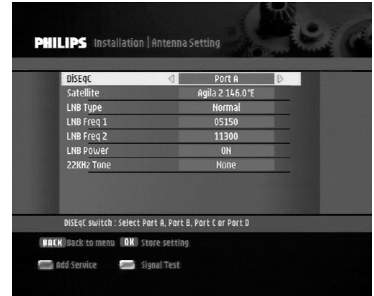 PHILIPS Installation | Antenna Setting
DiSEqC Port A
Satellite Agila 2 146.0°E
LNB Type Normal
LNB Freq 1 05150
LNB Freq 2 11300
LNB Power ON
22KHz Tone None
DiSEqC switch : Select Port A, Port B, Port C or Port D
BACK Back to menu OK Store setting
Add Service Signal Test